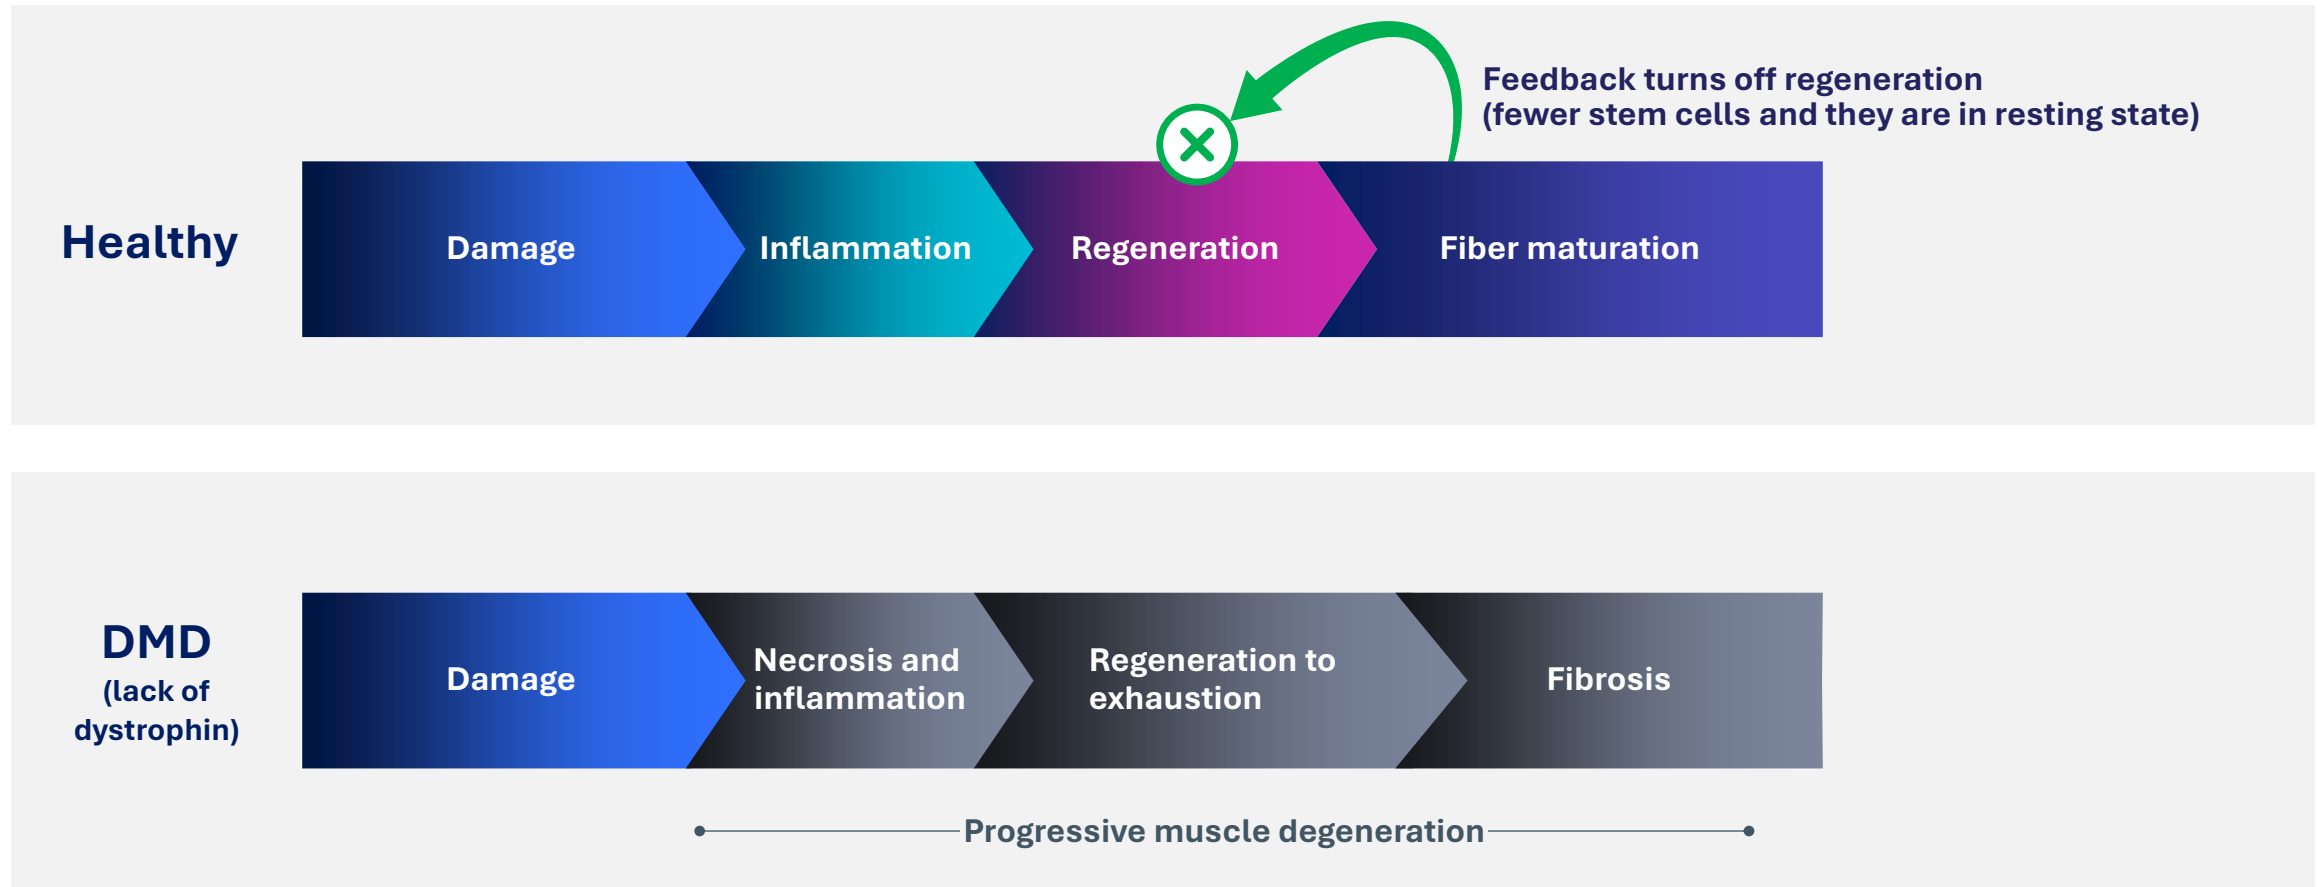 Feedback turns off regeneration
(fewer stem cells and they are in resting state)
Healthy
Damage
Inflammation
Regeneration
Fiber maturation
DMD
(lack of
dystrophin)
Damage
Necrosis and
inflammation
Regeneration to
exhaustion
Fibrosis
Progressive muscle degeneration